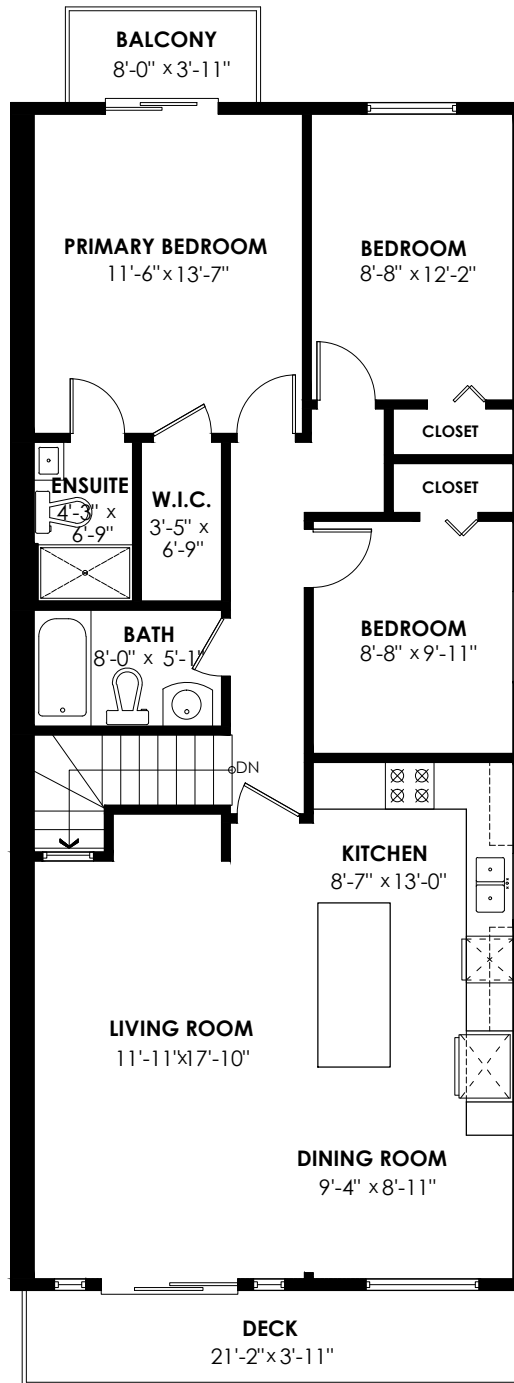 BALCONY
8'-0" x 3'-11"
PRIMARY BEDROOM
11'-6" x 13'-7"
BEDROOM
8'-8" x 12'-2"
CLOSET
CLOSET
ENSUITE
4'-3" x
6'-9"
W.I.C.
3'-5" x
6'-9"
BATH
8'-0" x 5'-1"
BEDROOM
8'-8" x 9'-11"
DN
KITCHEN
8'-7" x 13'-0"
LIVING ROOM
11'-11"x17'-10"
DINING ROOM
9'-4" x 8'-11"
DECK
21'-2" x 3'-11"